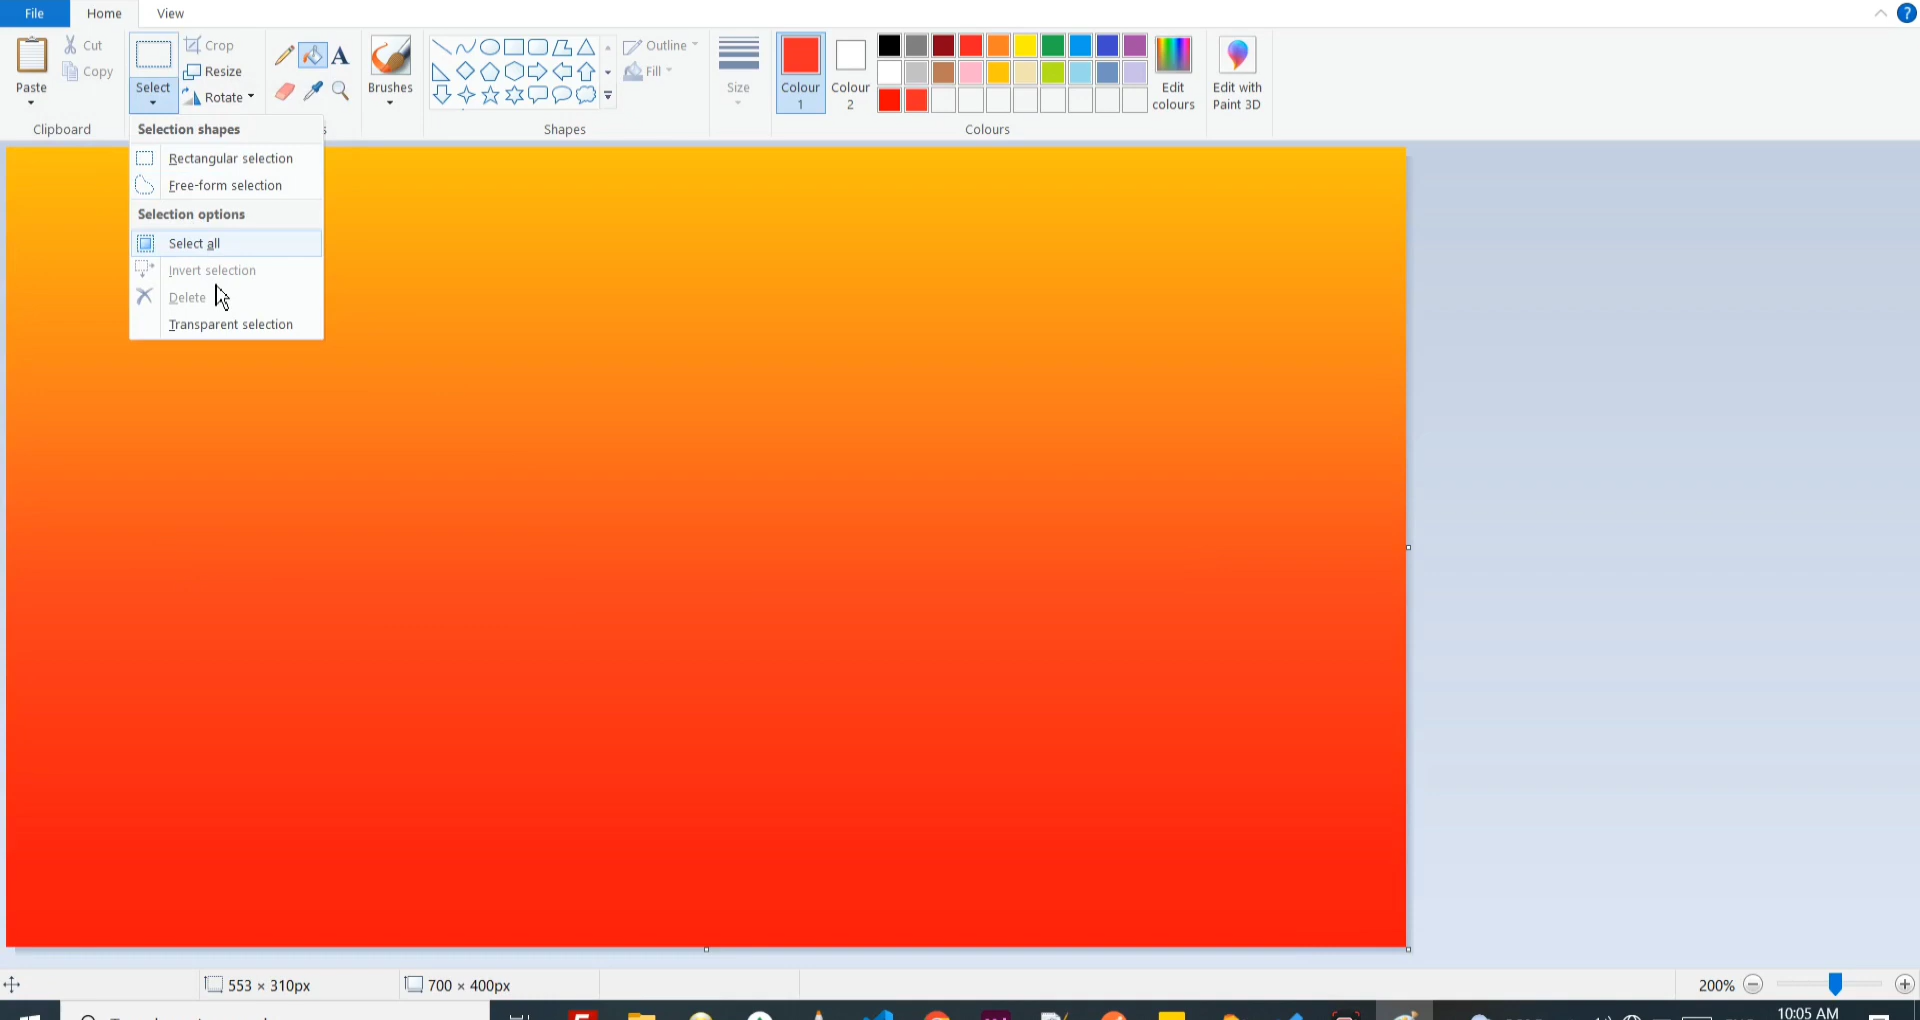 File Home View
Paste
Cut
Copy
Clipboard
Select
Crop
Resize
Rotate
Brushes
Shapes
Outline
Fill
Size
Colour 1
Colour 2
Colours
Edit colours
Edit with Paint 3D
Selection shapes
Rectangular selection
Free-form selection
Selection options
Select all
Invert selection
Delete
Transparent selection
553 × 310px
700 × 400px
200%
10:05 AM